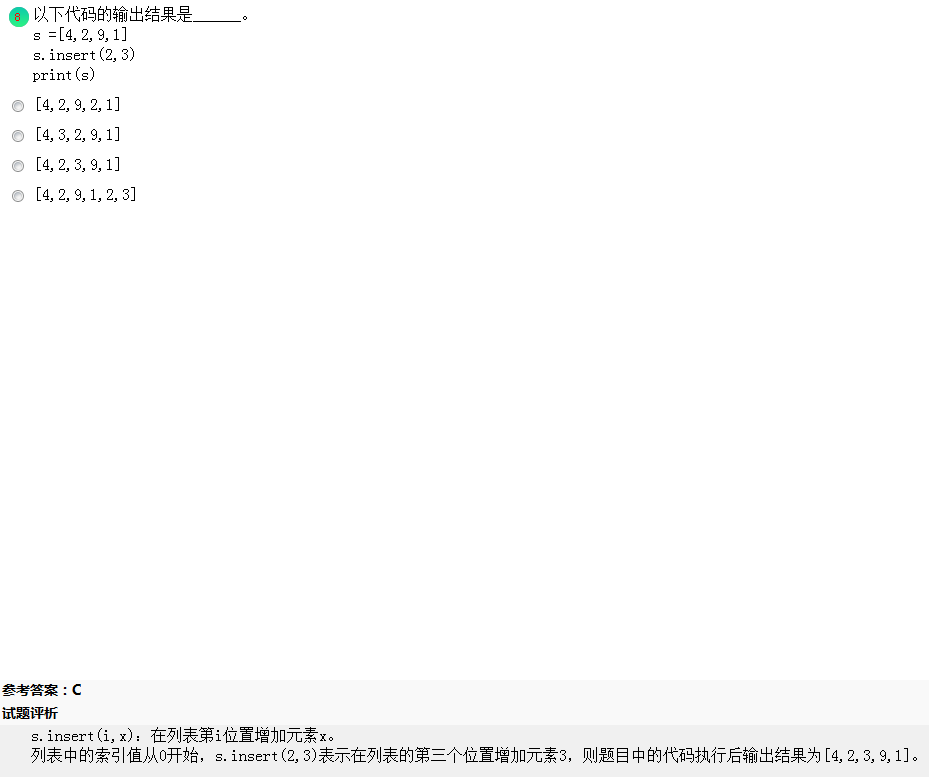 8 以下代码的输出结果是______。
s =[4,2,9,1]
s.insert(2,3)
print(s)
[4,2,9,2,1]
[4,3,2,9,1]
[4,2,3,9,1]
[4,2,9,1,2,3]
参考答案：C
试题评析
s.insert(i,x)：在列表第i位置增加元素x。
列表中的索引值从0开始，s.insert(2,3)表示在列表的第三个位置增加元素3，则题目中的代码执行后输出结果为[4,2,3,9,1]。